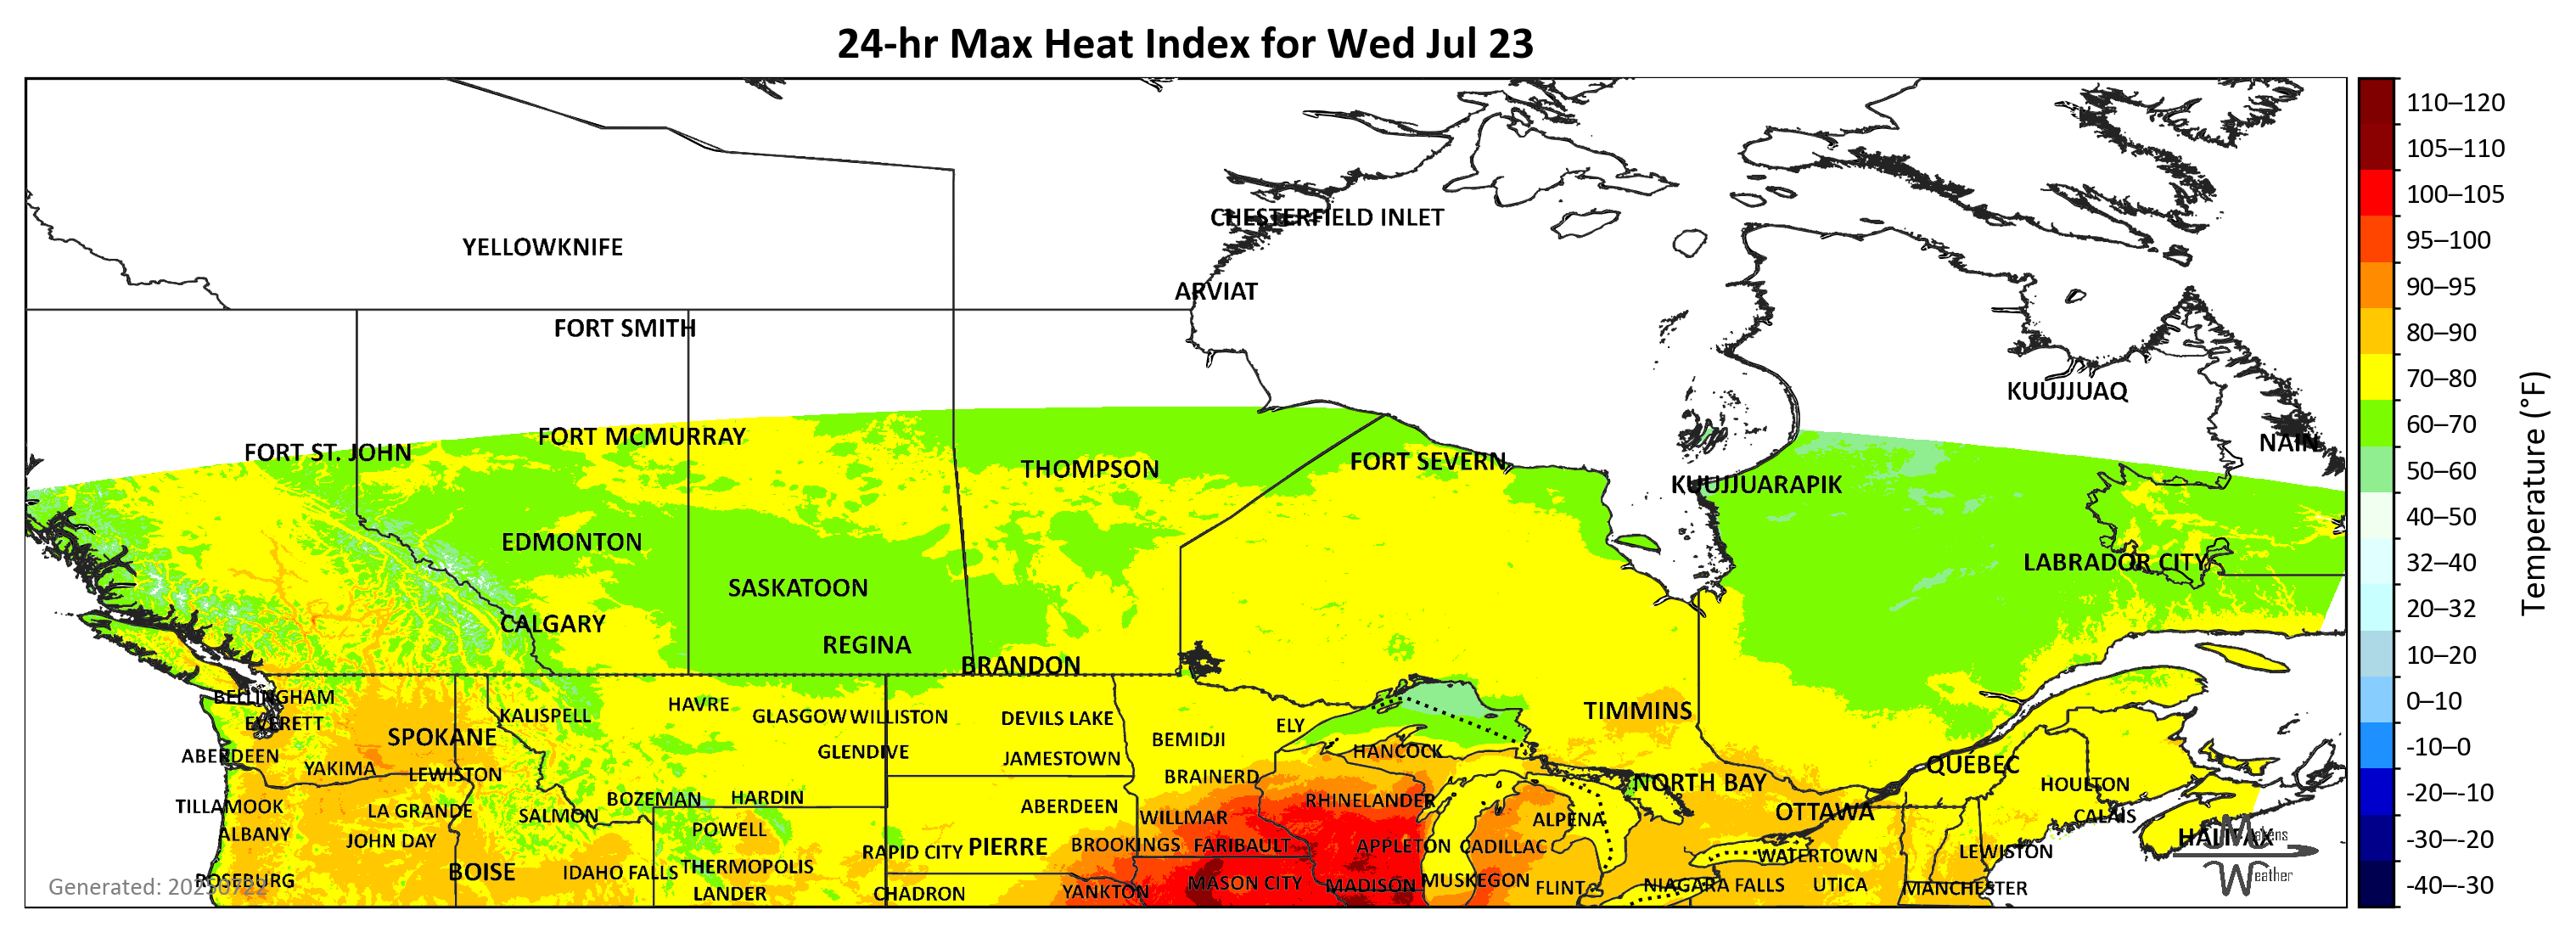 24-hr Max Heat Index for Wed Jul 23
CHESTERFIELD INLET
YELLOWKNIFE
ARVIAT
FORT SMITH
KUUJJUAQ
FORT MCMURRAY
NAIN
FORT ST. JOHN
FORT SEVERN
THOMPSON
KUUJJUARAPIK
EDMONTON
LABRADOR CITY
SASKATOON
CALGARY
REGINA
BRANDON
BELLINGHAM
HAVRE
TIMMINS
KALISPELL
GLASGOW WILLISTON
DEVILS LAKE
EVERETT
ELY
SPOKANE
BEMIDJI
HANCOCK
GLENDIVE
ABERDEEN
JAMESTOWN
QUÉBEC
YAKIMA
LEWISTON
BRAINERD
NORTH BAY
HOULTON
BOZEMAN
HARDIN
RHINELANDER
TILLAMOOK
ABERDEEN
LA GRANDE
OTTAWA
SALMON
CALAIS
WILLMAR
ALPENA
POWELL
ALBANY
HALIFAX
JOHN DAY
BROOKINGS
FARIBAULT
APPLETON
CADILLAC
PIERRE
RAPID CITY
LEWISTON
WATERTOWN
THERMOPOLIS
BOISE
IDAHO FALLS
ROSEBURG
MUSKEGON
MASON CITY
MADISON
NIAGARA FALLS
UTICA
FLINT
MANCHESTER
YANKTON
LANDER
CHADRON
Generated: 20250722
Weather
110–120
105–110
100–105
95–100
90–95
80–90
70–80
60–70
50–60
40–50
32–40
20–32
10–20
0–10
-10–0
-20–-10
-30–-20
-40–-30
Temperature (°F)